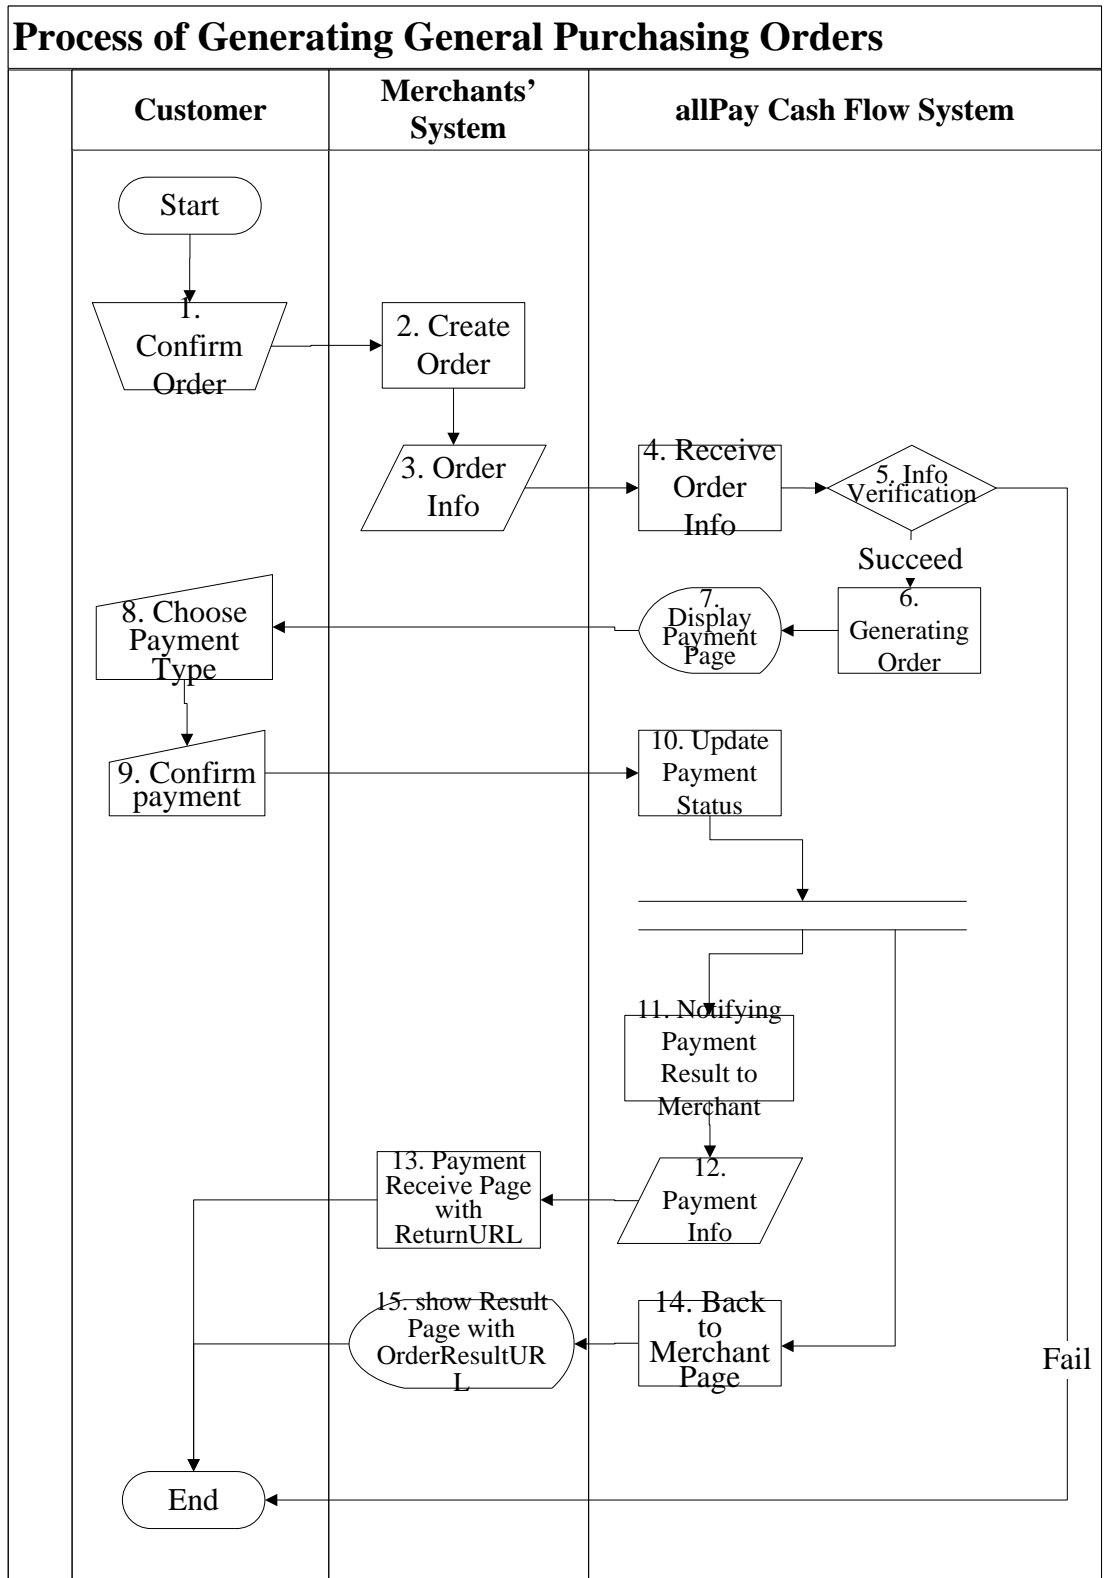 Process of Generating General Purchasing Orders
Customer
Merchants’
System
allPay Cash Flow System
Start
1.
Confirm
Order
2. Create
Order
3. Order
Info
4. Receive
Order
Info
5. Info
Verification
Succeed
6.
Generating
Order
7.
Display
Payment
Page
8. Choose
Payment
Type
9. Confirm
payment
10. Update
Payment
Status
11. Notifying
Payment
Result to
Merchant
12.
Payment
Info
13. Payment
Receive Page
with
ReturnURL
14. Back
to
Merchant
Page
15. show Result
Page with
OrderResultUR
L
Fail
End